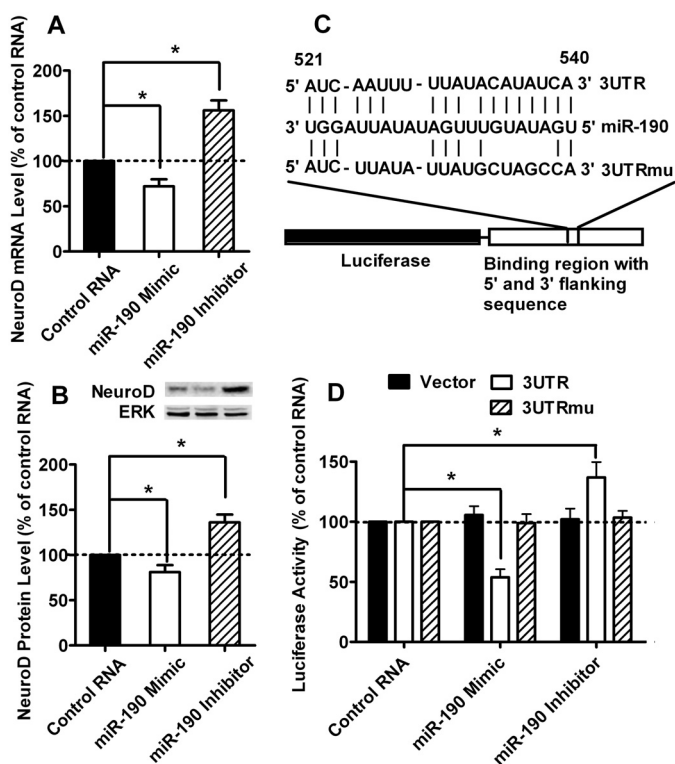 A
NeuroD mRNA Level (% of control RNA)
200
150
100
50
0
*
*
Control RNA
miR-190 Mimic
miR-190 Inhibitor
C
521 540
5' AUC-AAUUU-UUAUACAUAUCA 3' 3UTR
3' UGGAUUAUAUAGUUUGUAUAGU 5' miR-190
5' AUC-UUAUA-UUAUGCUAGCCA 3' 3UTRmu
Luciferase
Binding region with
5' and 3' flanking
sequence
B
NeuroD
ERK
NeuroD Protein Level (% of control RNA)
200
150
100
50
0
*
*
Control RNA
miR-190 Mimic
miR-190 Inhibitor
D
Vector 3UTR
3UTRmu
Luciferase Activity (% of control RNA)
150
100
50
0
*
*
Control RNA
miR-190 Mimic
miR-190 Inhibitor